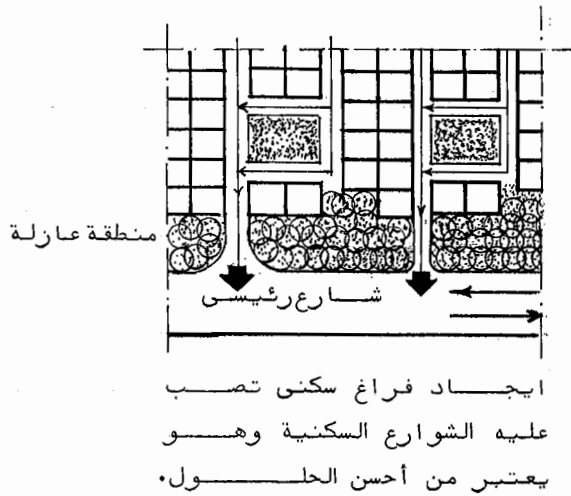 منطقة عازلة
شارع رئيسى
ايجاد فراغ سكنى تصب
عليه الشوارع السكنية وهو
يعتبر من أحسن الحلول.